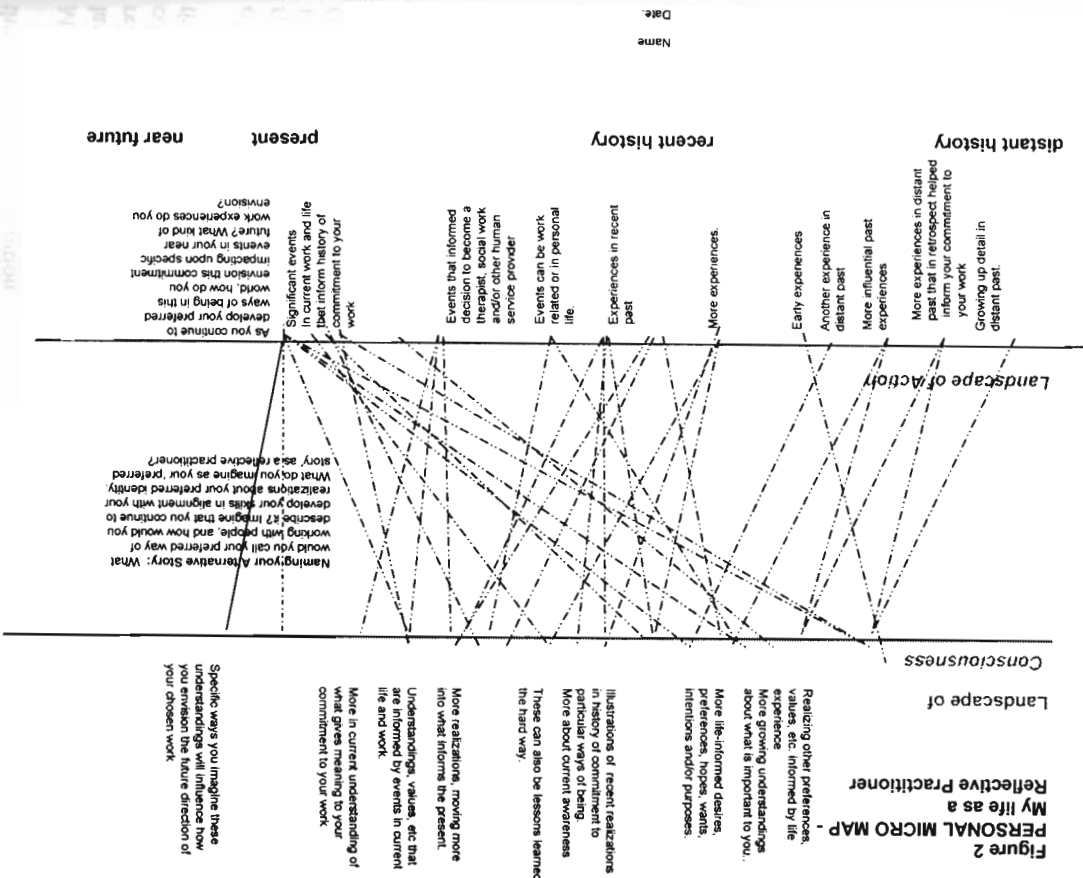 Figure 2
PERSONAL MICRO MAP -
My life as a
Reflective Practitioner
Landscape of
Consciousness
Realizing other preferences,
values, etc. informed by life
experience
More growing understandings
about what is important to you..
More life-informed desires,
preferences, hopes, wants,
intentions and/or purposes.
Illustrations of recent realizations
in history of commitment to
particular ways of being.
More about current awareness
These can also be lessons learned
the hard way.
More realizations, moving more
into what informs the present.
Understandings, values, etc that
are informed by events in current
life and work.
More in current understanding of
what gives meaning to your
commitment to your work
Specific ways you imagine these
understandings will influence how
you envision the future direction of
your chosen work
Naming your Alternative Story: What
would you call your preferred way of
working with people, and how would you
describe it? Imagine that you continue to
develop your skills in alignment with your
realizations about your preferred identity.
What do you imagine as your 'preferred
story, as a reflective practitioner?
Landscape of Action
Growing up detail in
distant past.
More experiences in distant
past that in retrospect helped
inform your commitment to
your work
More influential past
experiences
Another experience in
distant past
Early experiences
More experiences.
Experiences in recent
past
Events can be work
related or in personal
life.
Events that informed
decision to become a
therapist, social work
and/or other human
service provider
Significant events
In current work and life
that inform history of
commitment to your
work
As you continue to
develop your preferred
ways of being in this
world, how do you
envision this commitment
impacting upon specific
events in your near
future? What kind of
work experiences do you
envision?
distant history
recent history
present
near future
Name
Date.